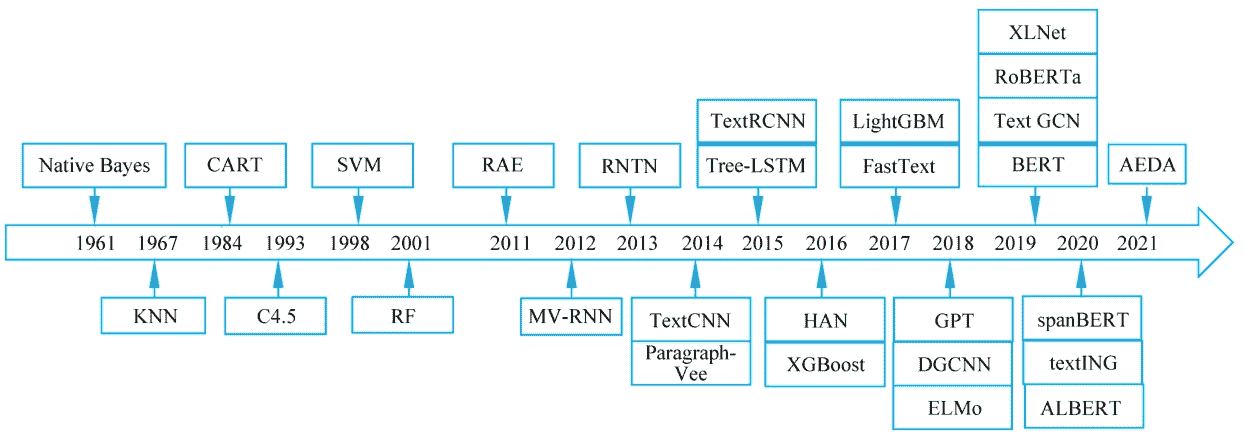 XLNet
RoBERTa
TextRCNN LightGBM Text GCN
Native Bayes CART SVM RAE RNTN Tree-LSTM FastText BERT AEDA
1961 1967 1984 1993 1998 2001 2011 2012 2013 2014 2015 2016 2017 2018 2019 2020 2021
KNN C4.5 RF MV-RNN TextCNN HAN GPT spanBERT
Paragraph-
Vee XGBoost DGCNN textING
ELMo ALBERT